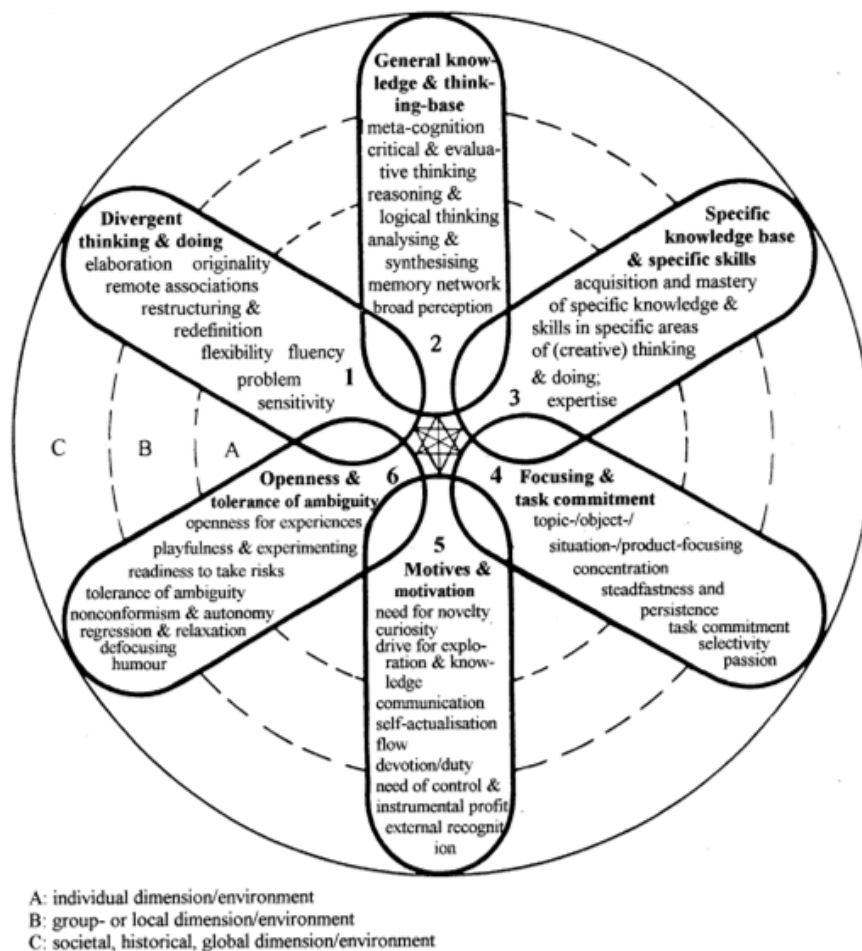 General know-
ledge & think-
ing-base
meta-cognition
critical & evalua-
tive thinking
reasoning &
logical thinking
analysing &
synthesising
memory network
broad perception
2
Divergent
thinking & doing
elaboration originality
remote associations
restructuring &
redefinition
flexibility fluency
problem
sensitivity
1
Specific
knowledge base
& specific skills
acquisition and mastery
of specific knowledge &
skills in specific areas
of (creative) thinking
& doing;
expertise
3
C B A
6
Openness &
tolerance of ambiguity
openness for experiences
playfulness & experimenting
readiness to take risks
tolerance of ambiguity
nonconformism & autonomy
regression & relaxation
defocusing
humour
4
Focusing &
task commitment
topic-/object-/
situation-/product-focusing
concentration
steadfastness and
persistence
task commitment
selectivity
passion
5
Motives &
motivation
need for novelty
curiosity
drive for explo-
ration & know-
ledge
communication
self-actualisation
flow
devotion/duty
need of control &
instrumental profit
external recognit
ion
A: individual dimension/environment
B: group- or local dimension/environment
C: societal, historical, global dimension/environment